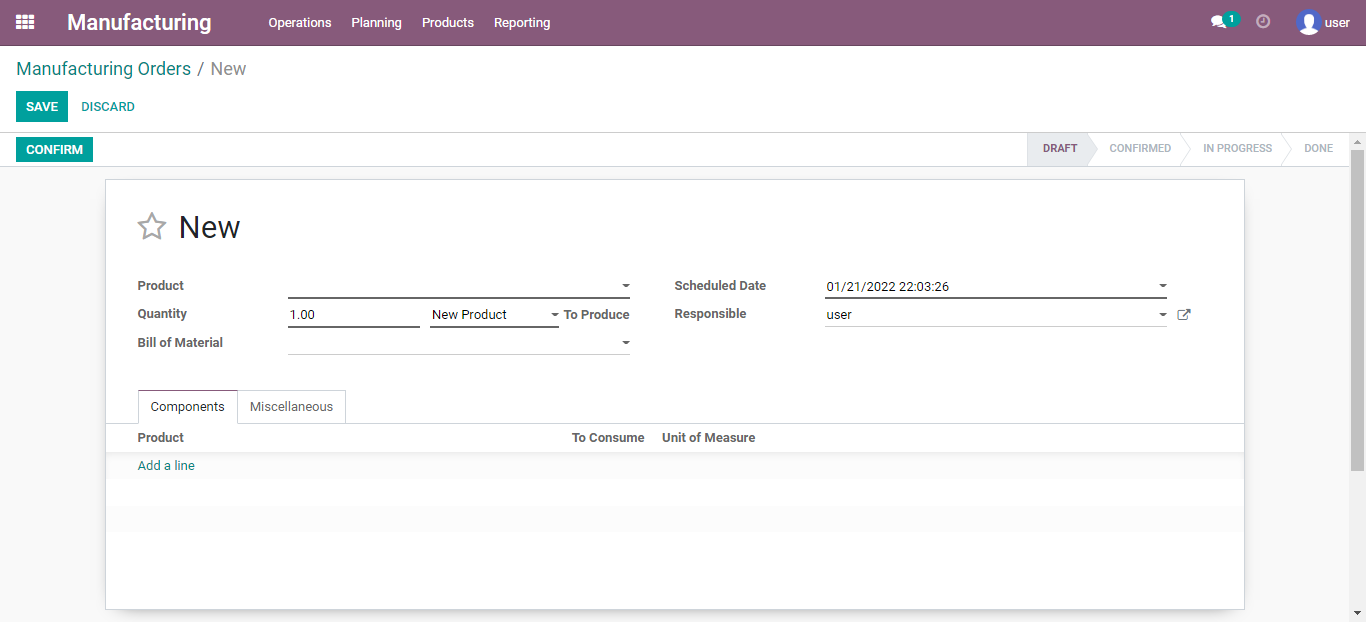 Manufacturing Operations Planning Products Reporting 1 user
Manufacturing Orders / New
SAVE DISCARD
CONFIRM DRAFT CONFIRMED IN PROGRESS DONE
New
Product Scheduled Date 01/21/2022 22:03:26
Quantity 1.00 New Product To Produce Responsible user
Bill of Material
Components Miscellaneous
Product To Consume Unit of Measure
Add a line